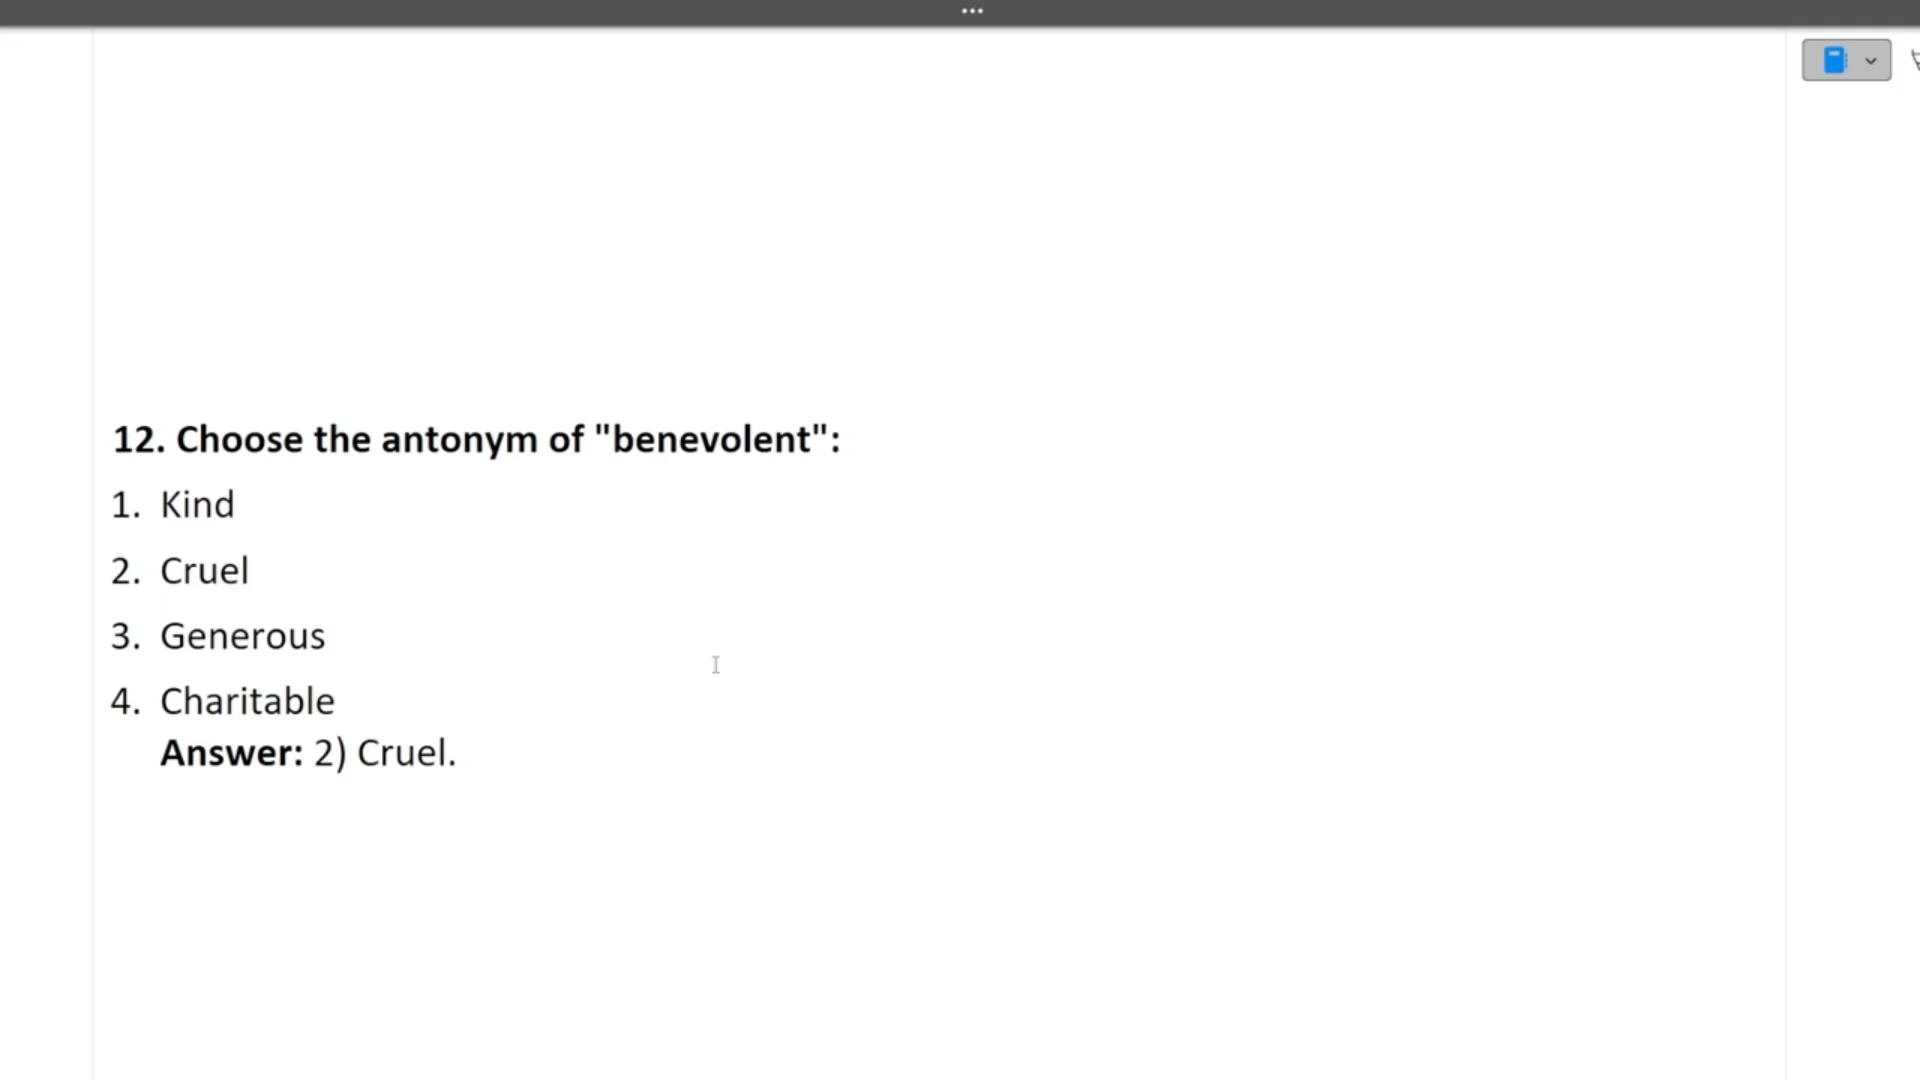 12. Choose the antonym of "benevolent":
1. Kind
2. Cruel
3. Generous
4. Charitable
Answer: 2) Cruel.